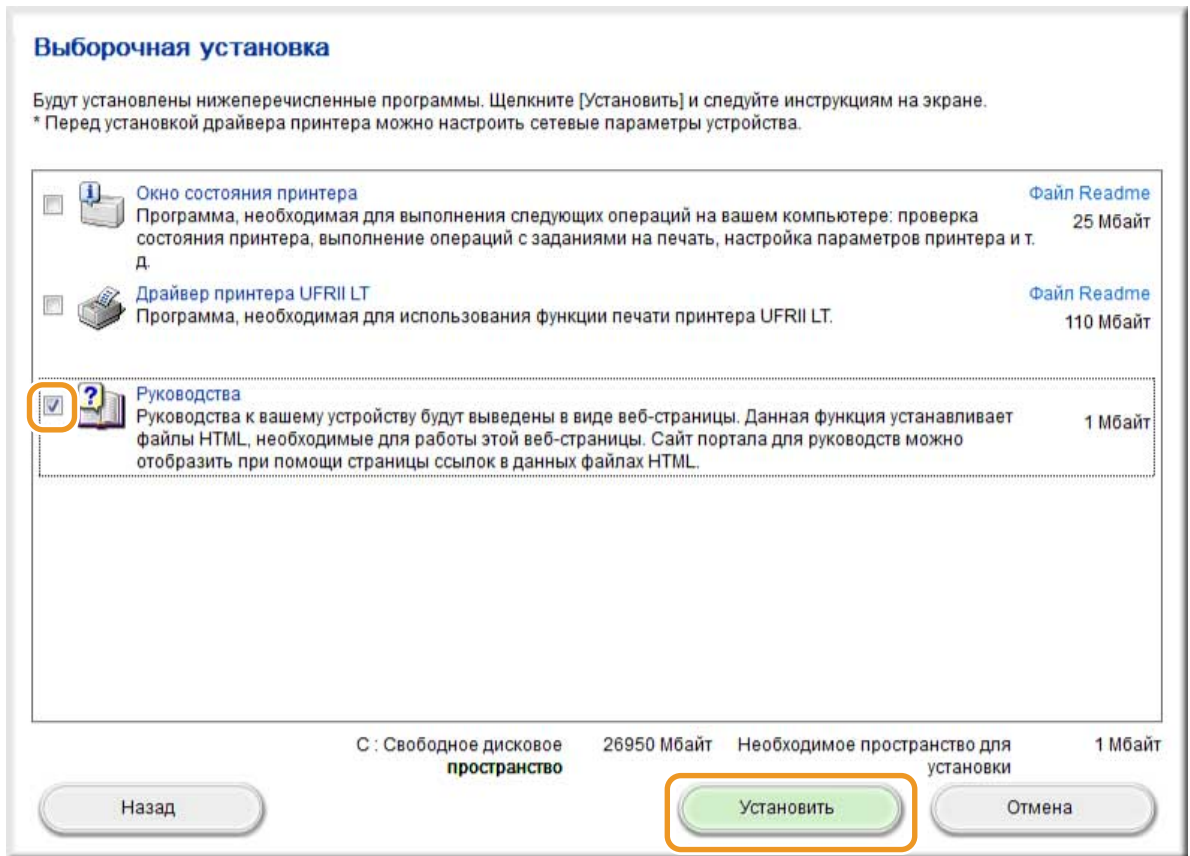 Выборочная установка
Будут установлены нижеперечисленные программы. Щелкните [Установить] и следуйте инструкциям на экране.
* Перед установкой драйвера принтера можно настроить сетевые параметры устройства.
Окно состояния принтера
Файл Readme
Программа, необходимая для выполнения следующих операций на вашем компьютере: проверка
25 Мбайт
состояния принтера, выполнение операций с заданиями на печать, настройка параметров принтера и т.
д.
Драйвер принтера UFRII LT
Файл Readme
Программа, необходимая для использования функции печати принтера UFRII LT.
110 Мбайт
Руководства
Руководства к вашему устройству будут выведены в виде веб-страницы. Данная функция устанавливает
1 Мбайт
файлы HTML, необходимые для работы этой веб-страницы. Сайт портала для руководств можно
отобразить при помощи страницы ссылок в данных файлах HTML.
C : Свободное дисковое
пространство
26950 Мбайт
Необходимое пространство для
установки
1 Мбайт
Назад
Установить
Отмена